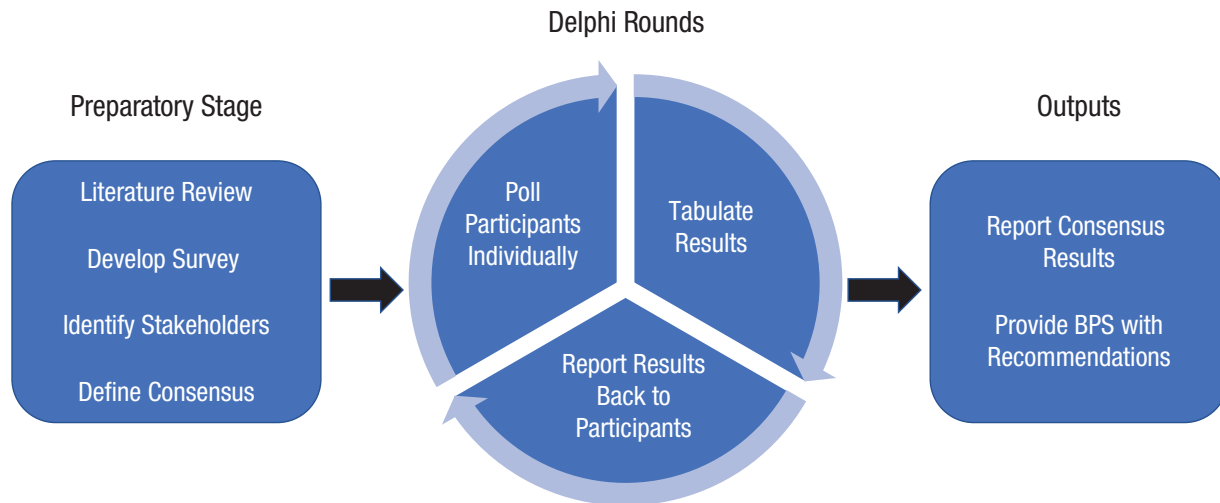 Delphi Rounds
Preparatory Stage
Literature Review
Develop Survey
Identify Stakeholders
Define Consensus
Poll
Participants
Individually
Tabulate
Results
Report Results
Back to
Participants
Outputs
Report Consensus
Results
Provide BPS with
Recommendations